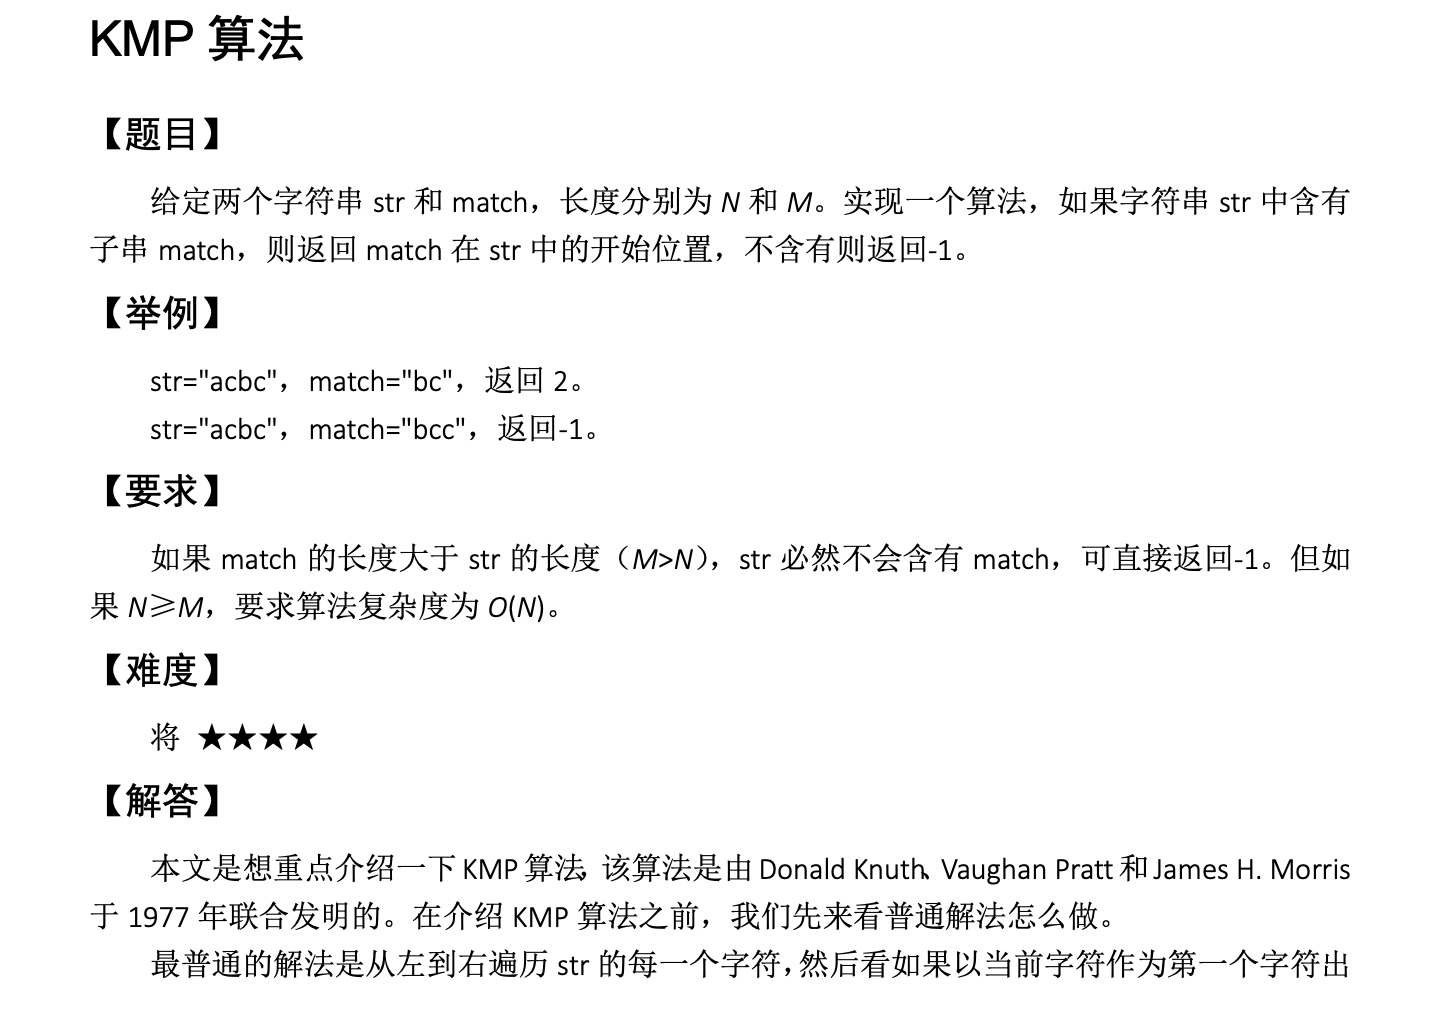 KMP 算法
【题目】
给定两个字符串 str 和 match，长度分别为 N 和 M。实现一个算法，如果字符串 str 中含有
子串 match，则返回 match 在 str 中的开始位置，不含有则返回-1。
【举例】
str="acbc"，match="bc"，返回 2。
str="acbc"，match="bcc"，返回-1。
【要求】
如果 match 的长度大于 str 的长度（M>N），str 必然不会含有 match，可直接返回-1。但如
果 N≥M，要求算法复杂度为 O(N)。
【难度】
将 ★★★★
【解答】
本文是想重点介绍一下 KMP 算法，该算法是由 Donald Knuth、Vaughan Pratt 和 James H. Morris
于 1977 年联合发明的。在介绍 KMP 算法之前，我们先来看普通解法怎么做。
最普通的解法是从左到右遍历 str 的每一个字符，然后看如果以当前字符作为第一个字符出